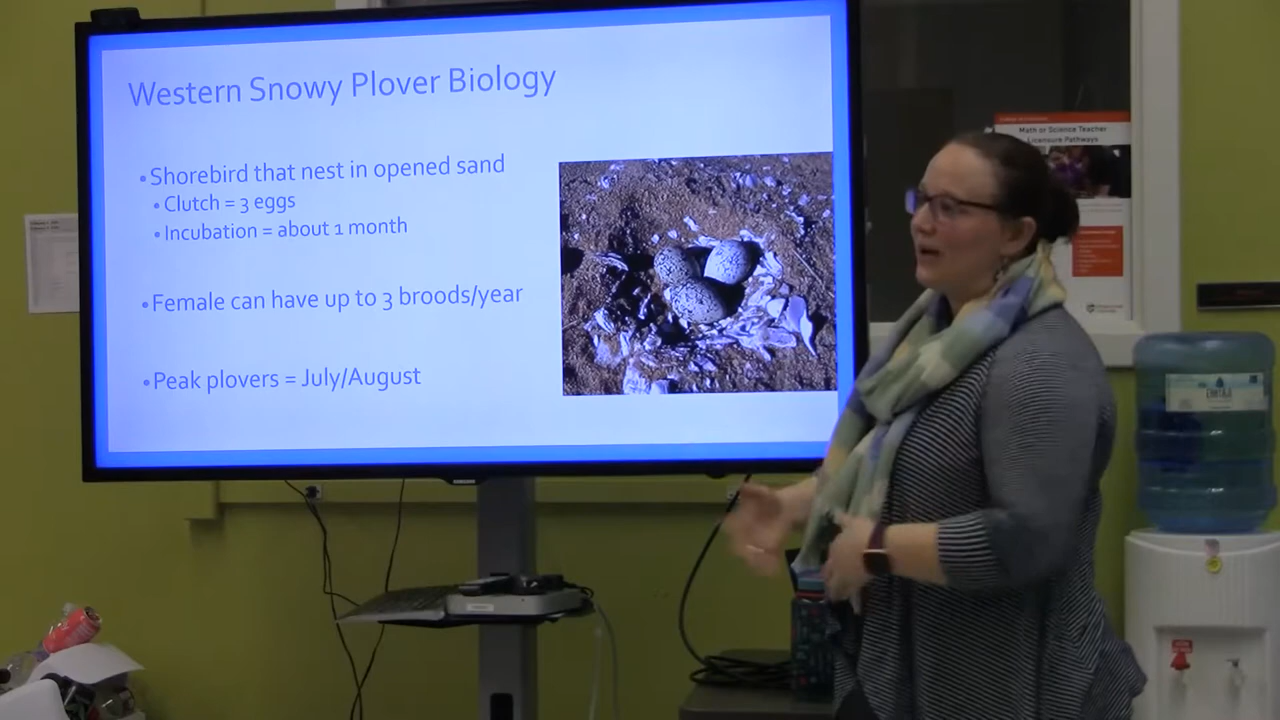 Western Snowy Plover Biology
• Shorebird that nest in opened sand
• Clutch = 3 eggs
• Incubation = about 1 month
• Female can have up to 3 broods/year
• Peak plovers = July/August
Math or Science Teacher
Licensure Pathways